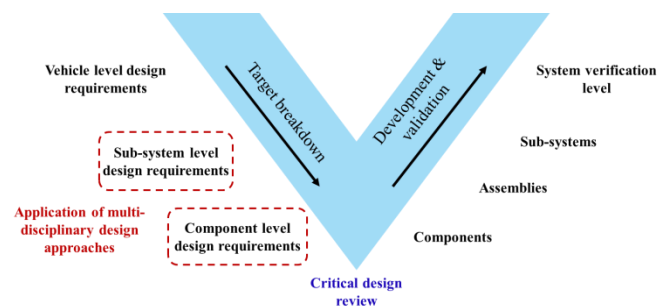 Vehicle level design
requirements
Target breakdown
Development &
validation
System verification
level
Sub-system level
design requirements
Sub-systems
Application of multi-
disciplinary design
approaches
Component level
design requirements
Assemblies
Components
Critical design
review